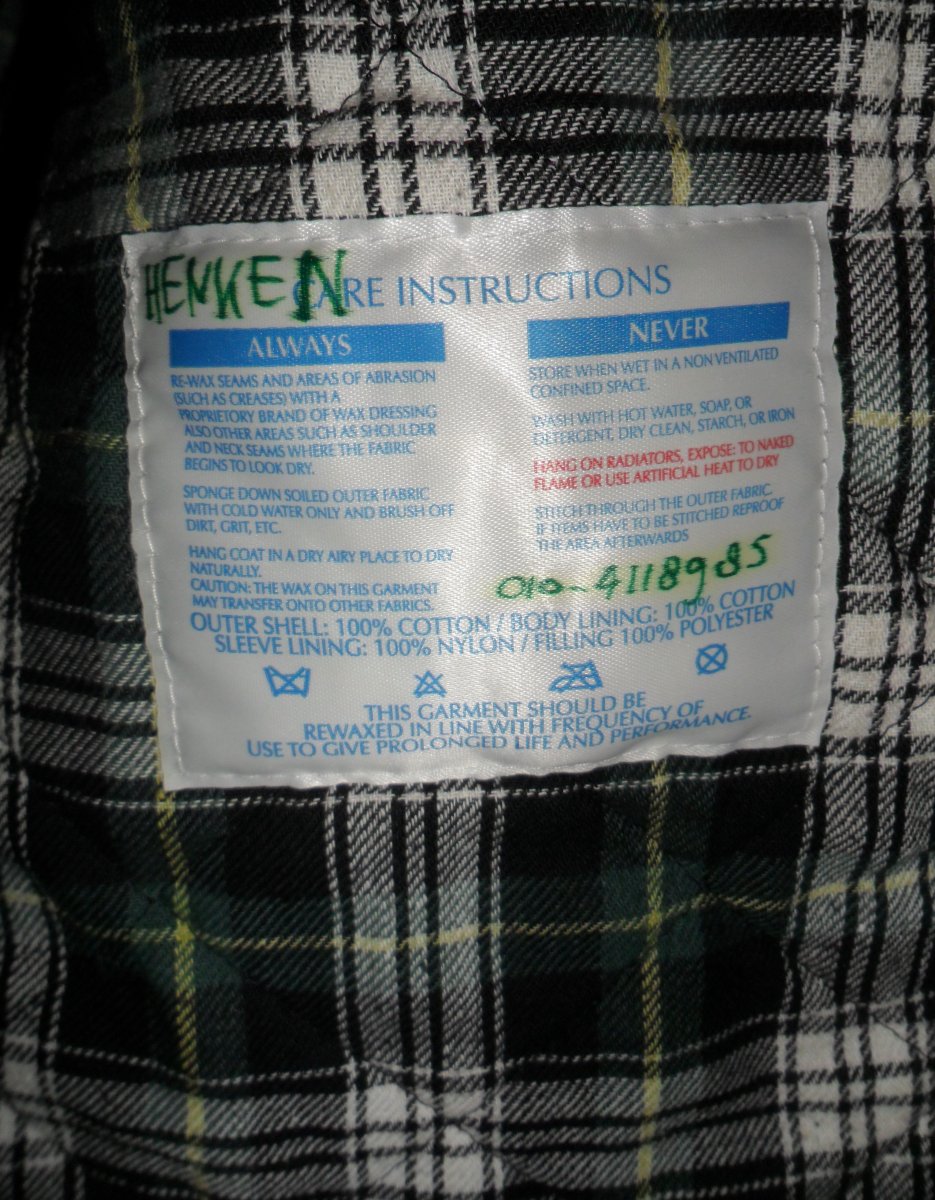 HENKEN
CARE INSTRUCTIONS
ALWAYS
RE-WAX SEAMS AND AREAS OF ABRASION
(SUCH AS CREASES) WITH A
PROPRIETORY BRAND OF WAX DRESSING
ALSO OTHER AREAS SUCH AS SHOULDER
AND NECK SEAMS WHERE THE FABRIC
BEGINS TO LOOK DRY.
SPONGE DOWN SOILED OUTER FABRIC
WITH COLD WATER ONLY AND BRUSH OFF
DIRT, GRIT, ETC.
HANG COAT IN A DRY AIRY PLACE TO DRY
NATURALLY.
CAUTION: THE WAX ON THIS GARMENT
MAY TRANSFER ONTO OTHER FABRICS.
NEVER
STORE WHEN WET IN A NON VENTILATED
CONFINED SPACE.
WASH WITH HOT WATER, SOAP, OR
DETERGENT, DRY CLEAN, STARCH, OR IRON
HANG ON RADIATORS, EXPOSE: TO NAKED
FLAME OR USE ARTIFICIAL HEAT TO DRY
STITCH THROUGH THE OUTER FABRIC.
IF ITEMS HAVE TO BE STITCHED REPROOF
THE AREA AFTERWARDS
010-4118985
OUTER SHELL: 100% COTTON / BODY LINING: 100% COTTON
SLEEVE LINING: 100% NYLON / FILLING 100% POLYESTER
THIS GARMENT SHOULD BE
REWAXED IN LINE WITH FREQUENCY OF
USE TO GIVE PROLONGED LIFE AND PERFORMANCE.